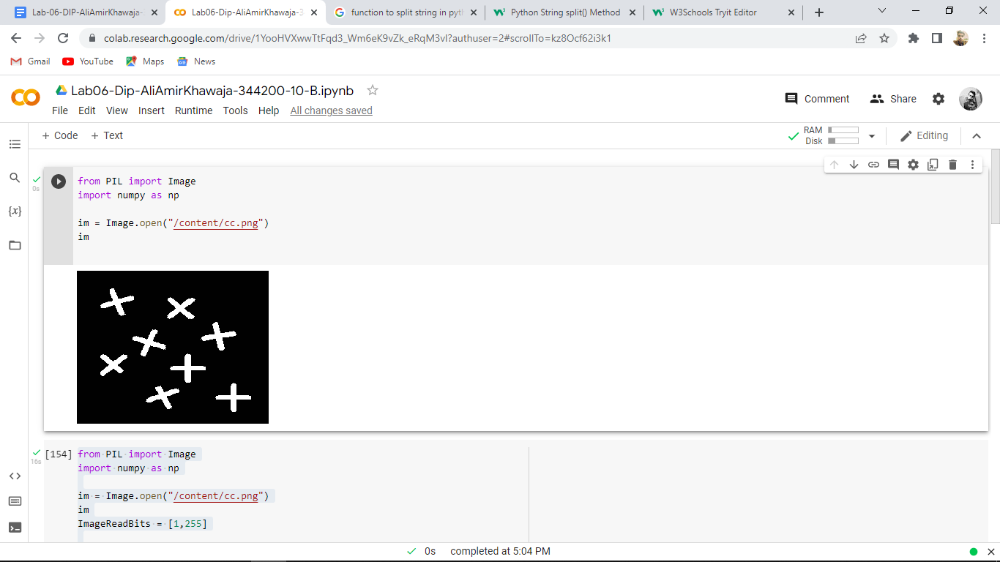 Lab-06-DIP-AliAmirKhawaja-
Lab06-Dip-AliAmirKhawaja-3
function to split string in pyth
Python String split() Method
W3Schools Tryit Editor
colab.research.google.com/drive/1YooHVXwwTtFqd3_Wm6eK9vZk_eRqM3vl?authuser=2#scrollTo=kz8Ocf62i3k1
Gmail
YouTube
Maps
News
Lab06-Dip-AliAmirKhawaja-344200-10-B.ipynb
Comment
Share
File Edit View Insert Runtime Tools Help All changes saved
+ Code + Text
RAM
Disk
Editing
0s
from PIL import Image
import numpy as np
{x}
im = Image.open("/content/cc.png")
im
[154]
16s
from PIL import Image
import numpy as np
im = Image.open("/content/cc.png")
im
ImageReadBits = [1,255]
0s completed at 5:04 PM